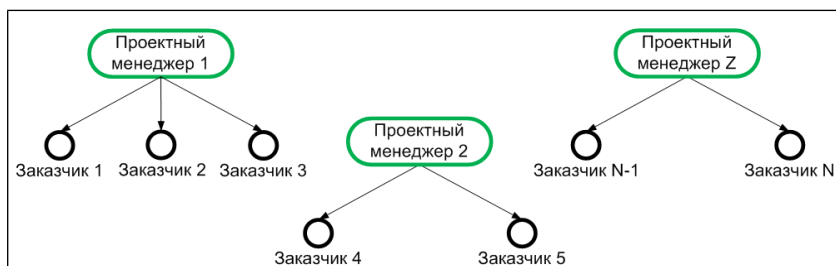 Проектный
менеджер 1
Проектный
менеджер Z
Проектный
менеджер 2
Заказчик 1
Заказчик 2
Заказчик 3
Заказчик N-1
Заказчик N
Заказчик 4
Заказчик 5